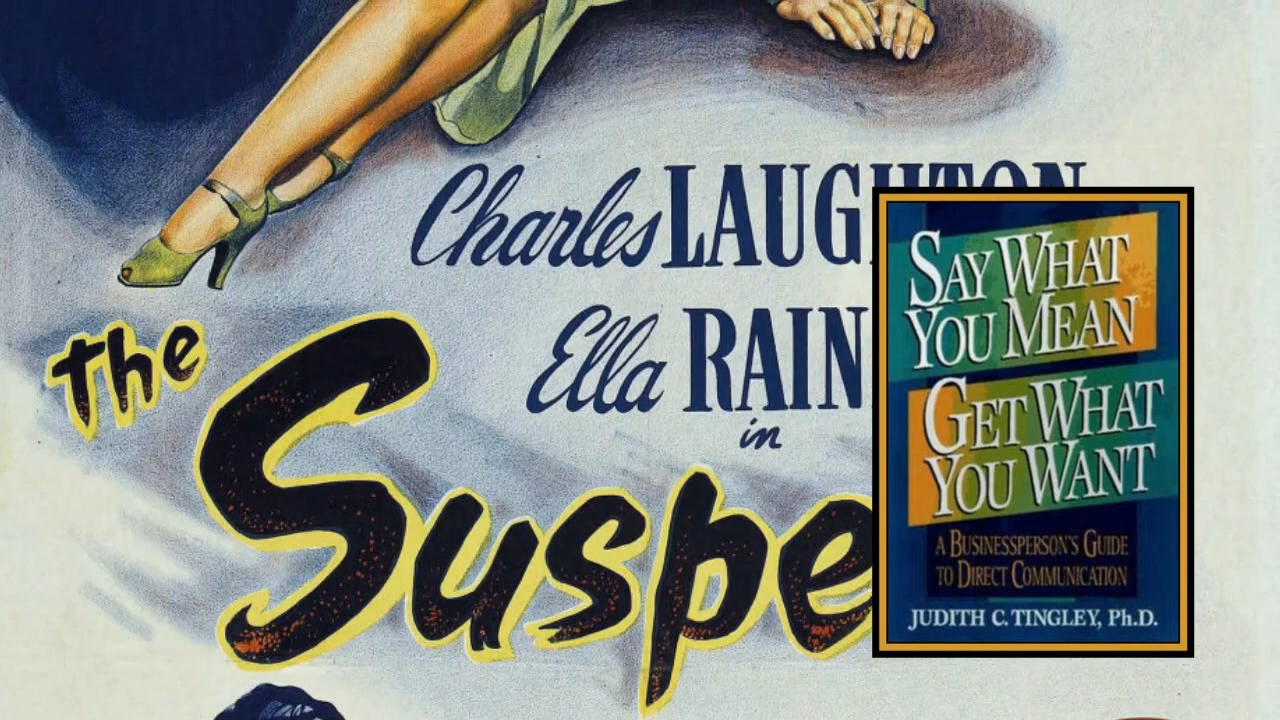 Charles LAUGHTON
Ella RAIN
in
the
Suspe
SAY WHAT
YOU MEAN
GET WHAT
YOU WANT
A BUSINESSPERSON'S GUIDE
TO DIRECT COMMUNICATION
JUDITH C. TINGLEY, Ph.D.